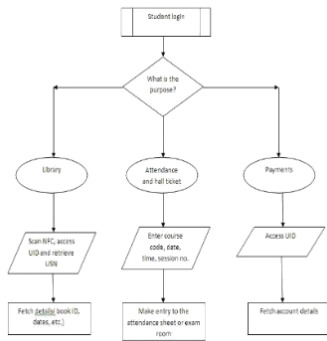 Student login
What is the
purpose?
Library
Attendance
and hall ticket
Payments
Scan NFC, access
UID and retrieve
USN
Enter course
code, date,
time, session no.
Access UID
Fetch details( book ID,
dates, etc.)
Make entry to the
attendance sheet or exam
room
Fetch account details